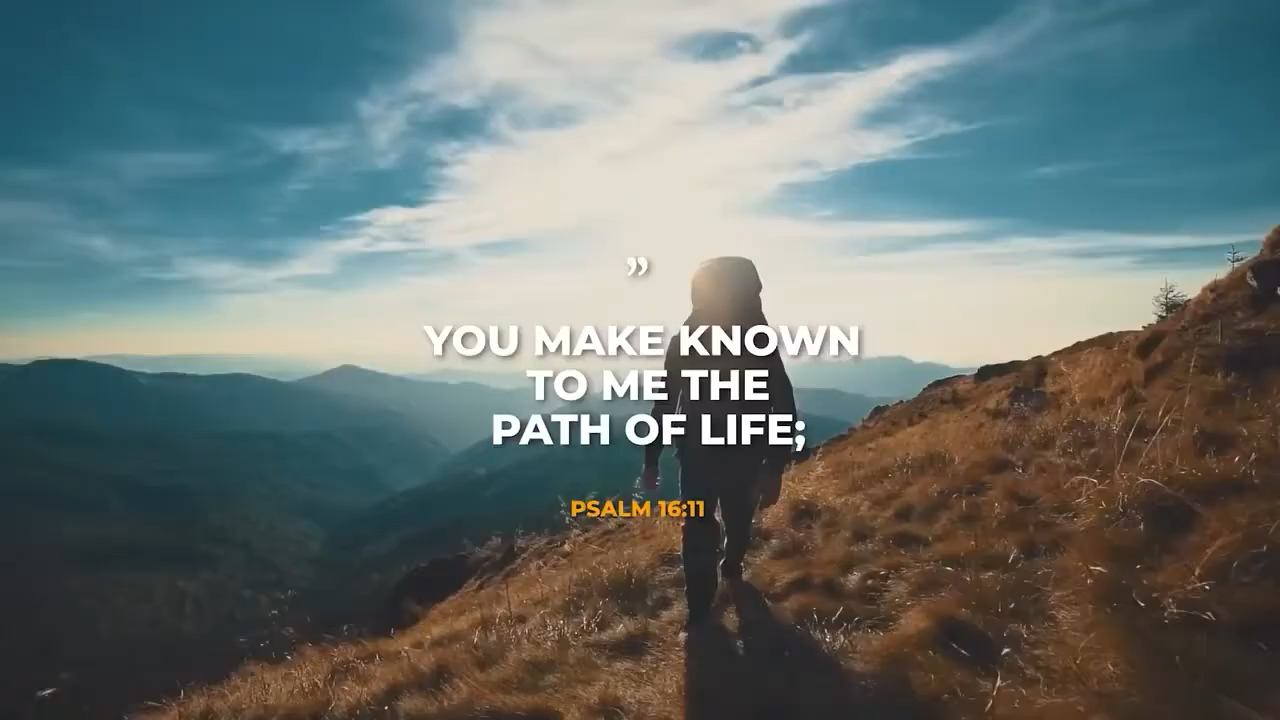 ”
YOU MAKE KNOWN
TO ME THE
PATH OF LIFE;
PSALM 16:11